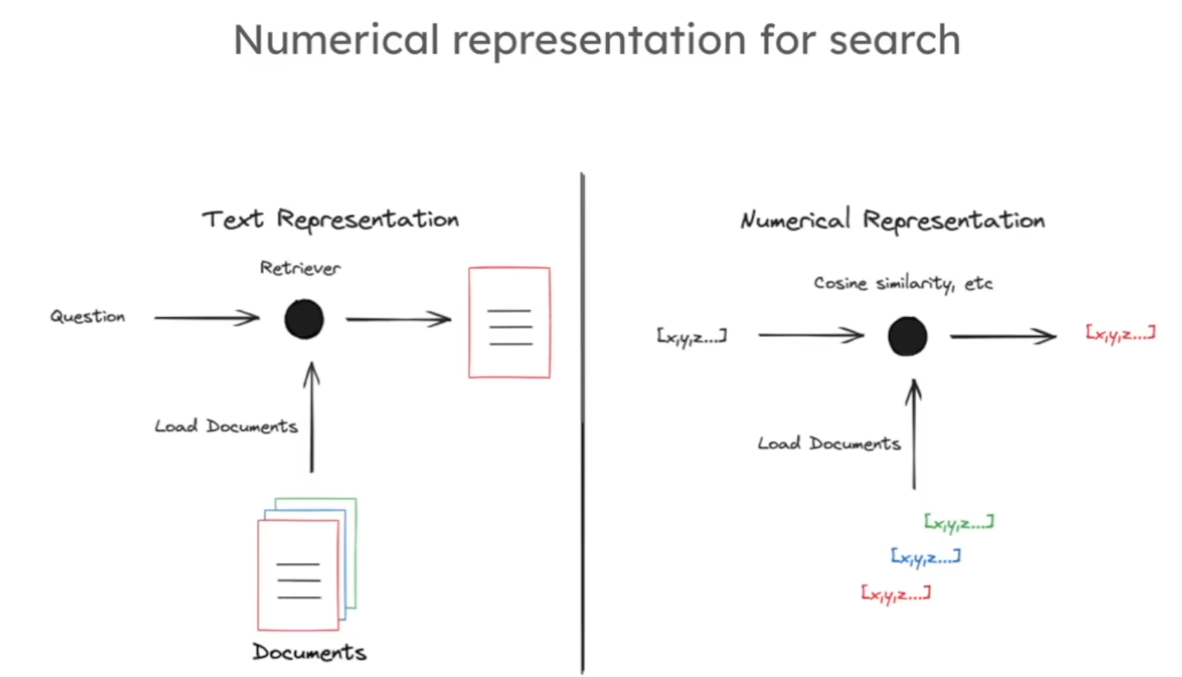 Numerical representation for search
Text Representation
Retriever
Question
Load Documents
Documents
Numerical Representation
Cosine similarity, etc
[x,y,z...]
[x,y,z...]
Load Documents
[x,y,z...]
[x,y,z...]
[x,y,z...]